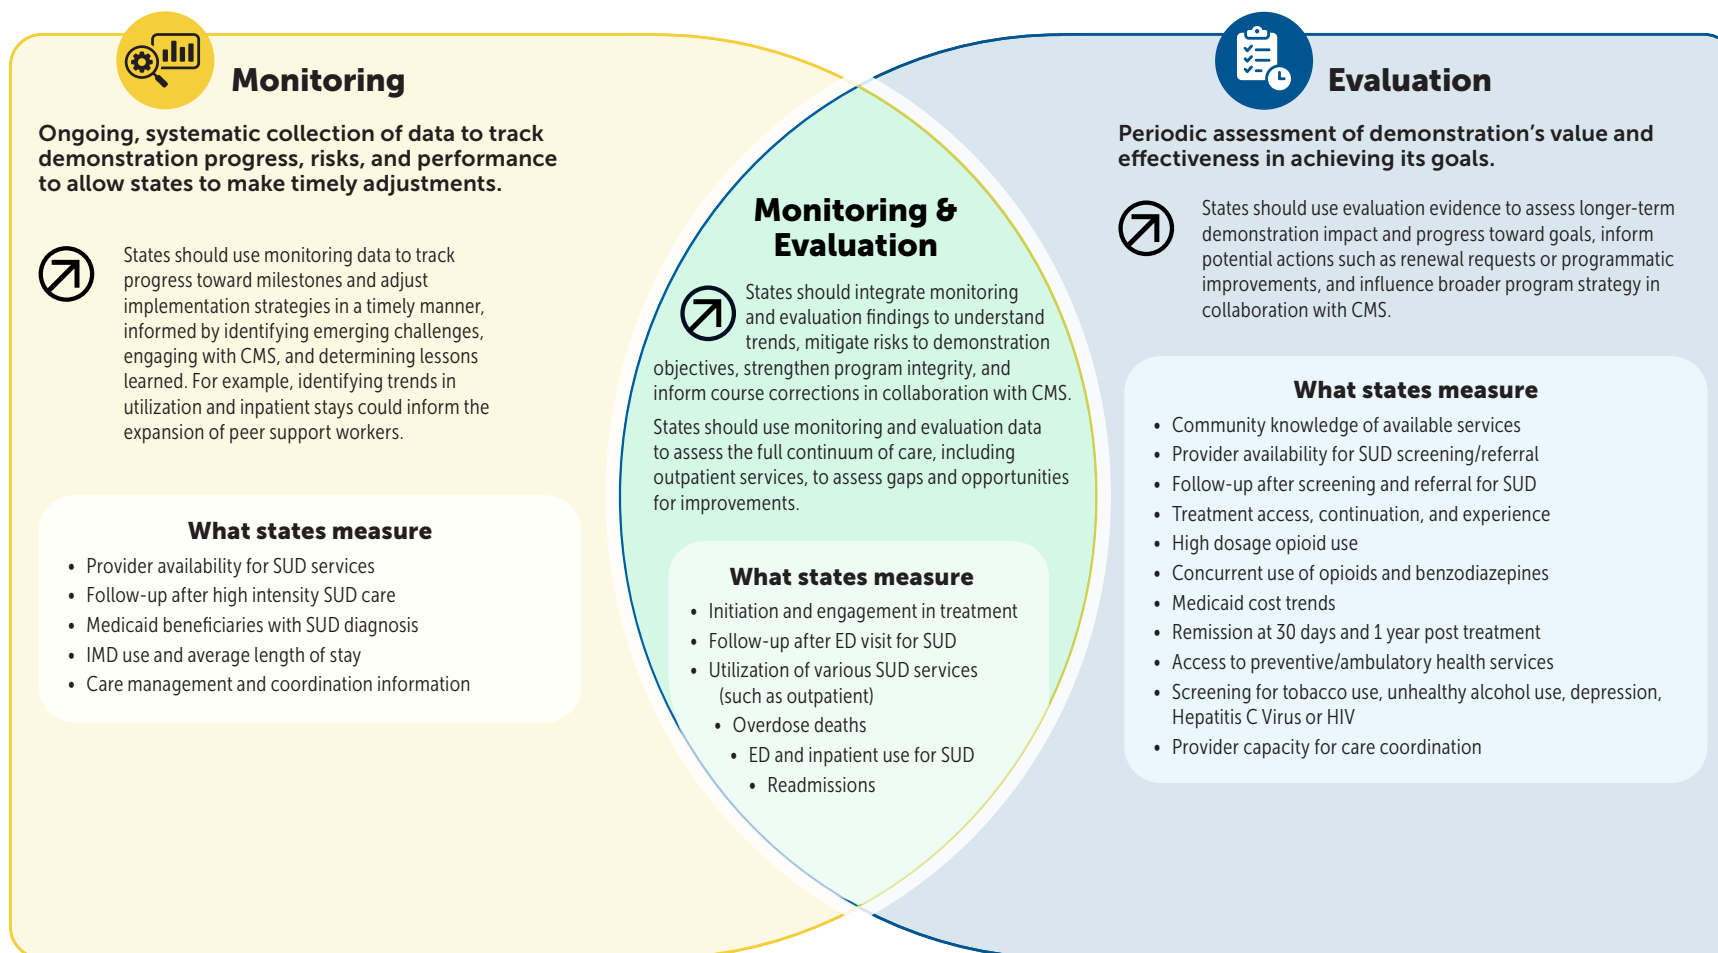 Monitoring
Ongoing, systematic collection of data to track
demonstration progress, risks, and performance
to allow states to make timely adjustments.
States should use monitoring data to track
progress toward milestones and adjust
implementation strategies in a timely manner,
informed by identifying emerging challenges,
engaging with CMS, and determining lessons
learned. For example, identifying trends in
utilization and inpatient stays could inform the
expansion of peer support workers.
What states measure
• Provider availability for SUD services
• Follow-up after high intensity SUD care
• Medicaid beneficiaries with SUD diagnosis
• IMD use and average length of stay
• Care management and coordination information
Monitoring &
Evaluation
States should integrate monitoring
and evaluation findings to understand
trends, mitigate risks to demonstration
objectives, strengthen program integrity, and
inform course corrections in collaboration with CMS.
States should use monitoring and evaluation data
to assess the full continuum of care, including
outpatient services, to assess gaps and opportunities
for improvements.
What states measure
• Initiation and engagement in treatment
• Follow-up after ED visit for SUD
• Utilization of various SUD services
(such as outpatient)
• Overdose deaths
• ED and inpatient use for SUD
• Readmissions
Evaluation
Periodic assessment of demonstration’s value and
effectiveness in achieving its goals.
States should use evaluation evidence to assess longer-term
demonstration impact and progress toward goals, inform
potential actions such as renewal requests or programmatic
improvements, and influence broader program strategy in
collaboration with CMS.
What states measure
• Community knowledge of available services
• Provider availability for SUD screening/referral
• Follow-up after screening and referral for SUD
• Treatment access, continuation, and experience
• High dosage opioid use
• Concurrent use of opioids and benzodiazepines
• Medicaid cost trends
• Remission at 30 days and 1 year post treatment
• Access to preventive/ambulatory health services
• Screening for tobacco use, unhealthy alcohol use, depression,
Hepatitis C Virus or HIV
• Provider capacity for care coordination